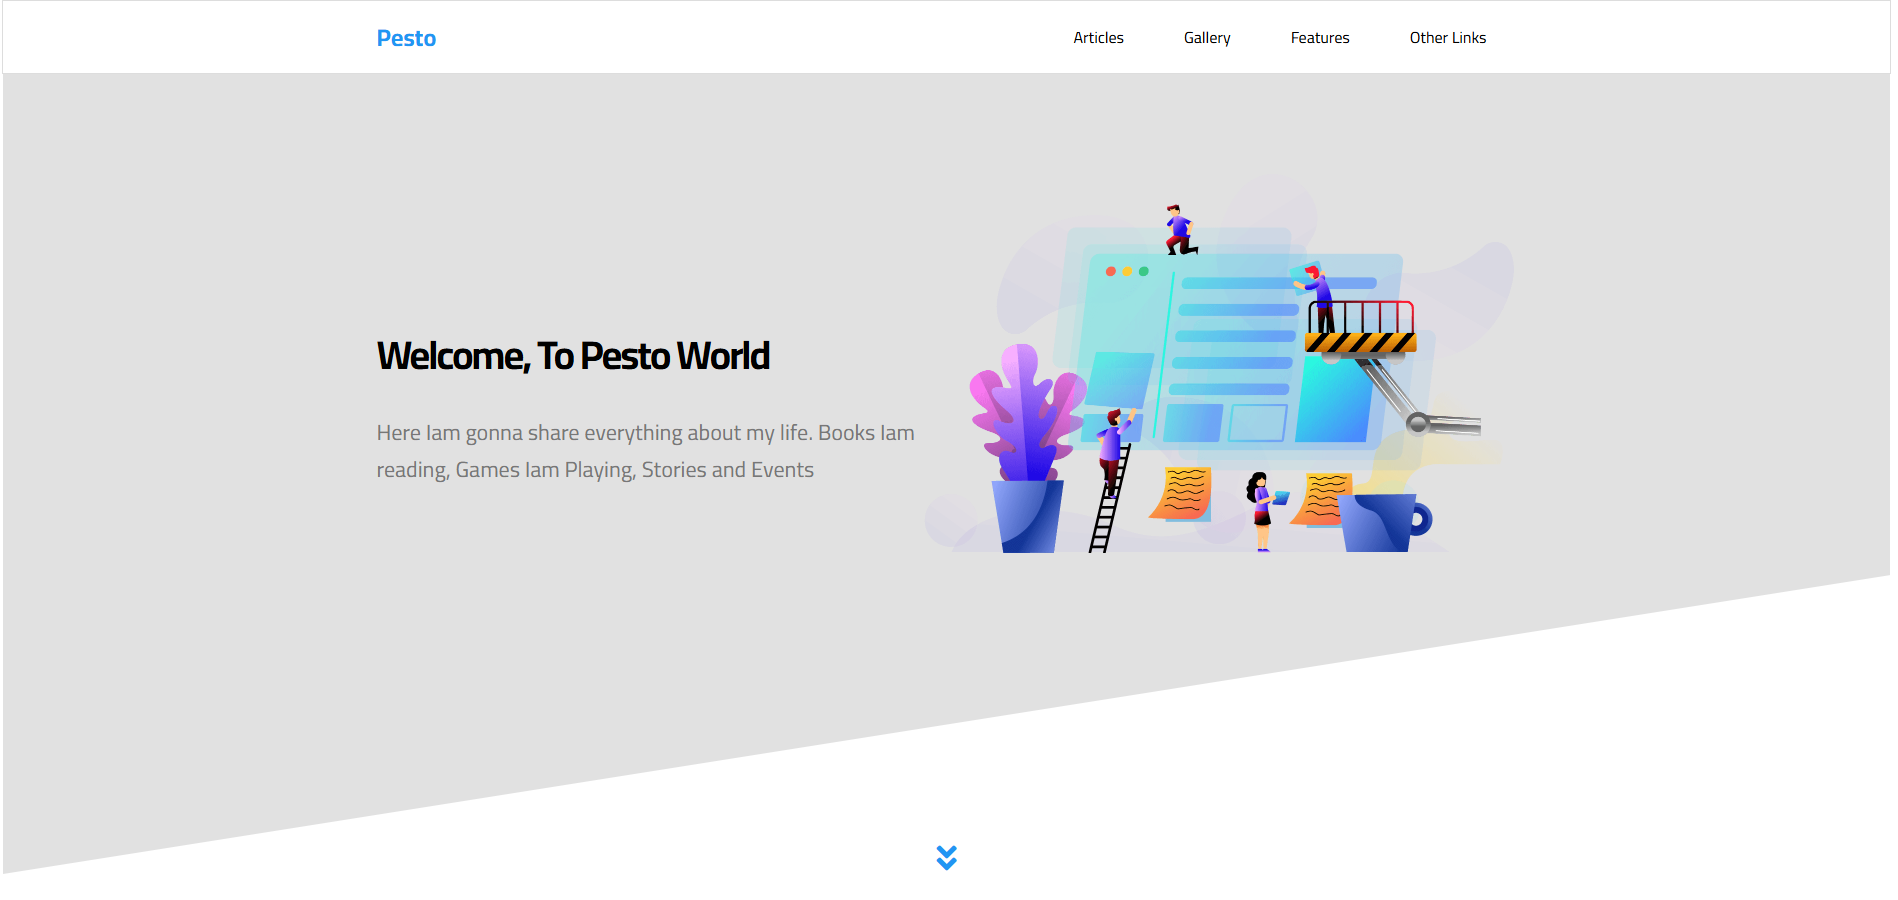 Pesto
Articles
Gallery
Features
Other Links
Welcome, To Pesto World
Here Iam gonna share everything about my life. Books Iam
reading, Games Iam Playing, Stories and Events